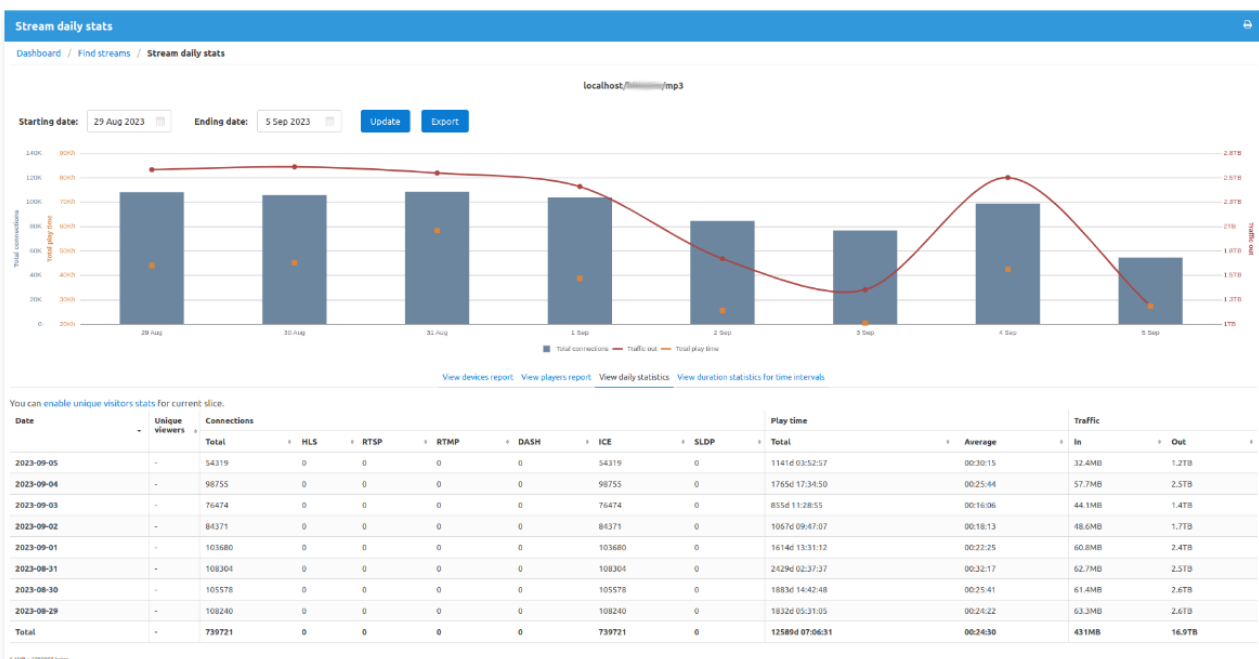 Stream daily stats
Dashboard / Find streams / Stream daily stats
localhost/ /mp3
Starting date: 29 Aug 2023 Ending date: 5 Sep 2023 Update Export
140K 90Kh 2.8TB
120K 80Kh 2.5TB
100K 70Kh 2.3TB
80K 60Kh 2TB
60K 50Kh 1.8TB
40K 40Kh 1.5TB
20K 30Kh 1.3TB
0 20Kh 1TB
Total connections
Total play time
Traffic out
29 Aug 30 Aug 31 Aug 1 Sep 2 Sep 3 Sep 4 Sep 5 Sep
Total connections Traffic out Total play time
View devices report View players report View daily statistics View duration statistics for time intervals
You can enable unique visitors stats for current slice.
Date Unique viewers Connections Play time Traffic
Total HLS RTSP RTMP DASH ICE SLDP Total Average In Out
2023-09-05 - 54319 0 0 0 0 54319 0 1141d 03:52:57 00:30:15 32.4MB 1.2TB
2023-09-04 - 98755 0 0 0 0 98755 0 1765d 17:34:50 00:25:44 57.7MB 2.5TB
2023-09-03 - 76474 0 0 0 0 76474 0 855d 11:28:55 00:16:06 44.1MB 1.4TB
2023-09-02 - 84371 0 0 0 0 84371 0 1067d 09:47:07 00:18:13 48.6MB 1.7TB
2023-09-01 - 103680 0 0 0 0 103680 0 1614d 13:31:12 00:22:25 60.8MB 2.4TB
2023-08-31 - 108304 0 0 0 0 108304 0 2429d 02:37:37 00:32:17 62.7MB 2.5TB
2023-08-30 - 105578 0 0 0 0 105578 0 1883d 14:42:48 00:25:41 61.4MB 2.6TB
2023-08-29 - 108240 0 0 0 0 108240 0 1832d 05:31:05 00:24:22 63.3MB 2.6TB
Total - 739721 0 0 0 0 739721 0 12589d 07:06:31 00:24:30 431MB 16.9TB